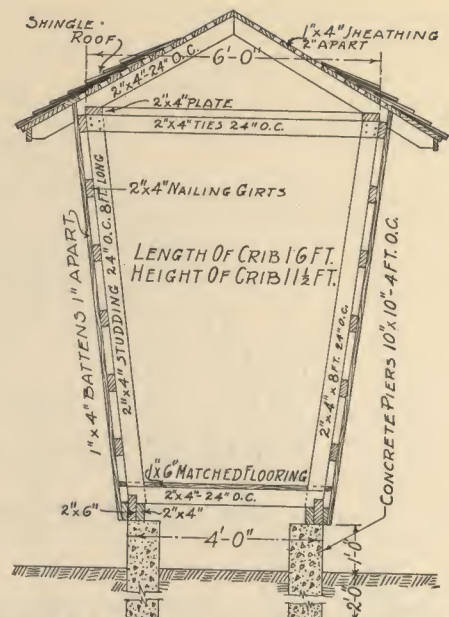 SHINGLE
ROOF
1"x4" SHEATHING
2" APART
6'-0"
2"x4"-24" O.C.
2"x4" PLATE
2"x4" TIES 24" O.C.
2"x4" NAILING GIRTS
LENGTH OF CRIB 16 FT.
HEIGHT OF CRIB 11½ FT.
1"x4" BATTENS 1" APART
2"x4" STUDDING 24" O.C. 8 FT. LONG
2"x4"x8 FT. 24" O.C.
CONCRETE PIERS 10"x10"-4 FT. O.C.
1"x6" MATCHED FLOORING
2"x4"-24" O.C.
2"x6"
2"x4"
4'-0"
1'-0"
2'-0"